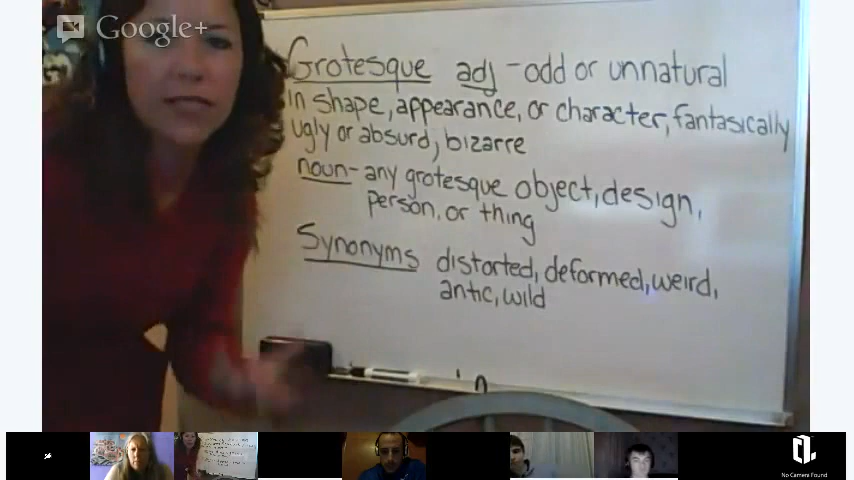 Google+
Grotesque adj - odd or unnatural
in shape, appearance, or character, fantasically
ugly or absurd, bizarre
noun - any grotesque object, design,
person, or thing
Synonyms distorted, deformed, weird,
antic, wild
No Camera Found